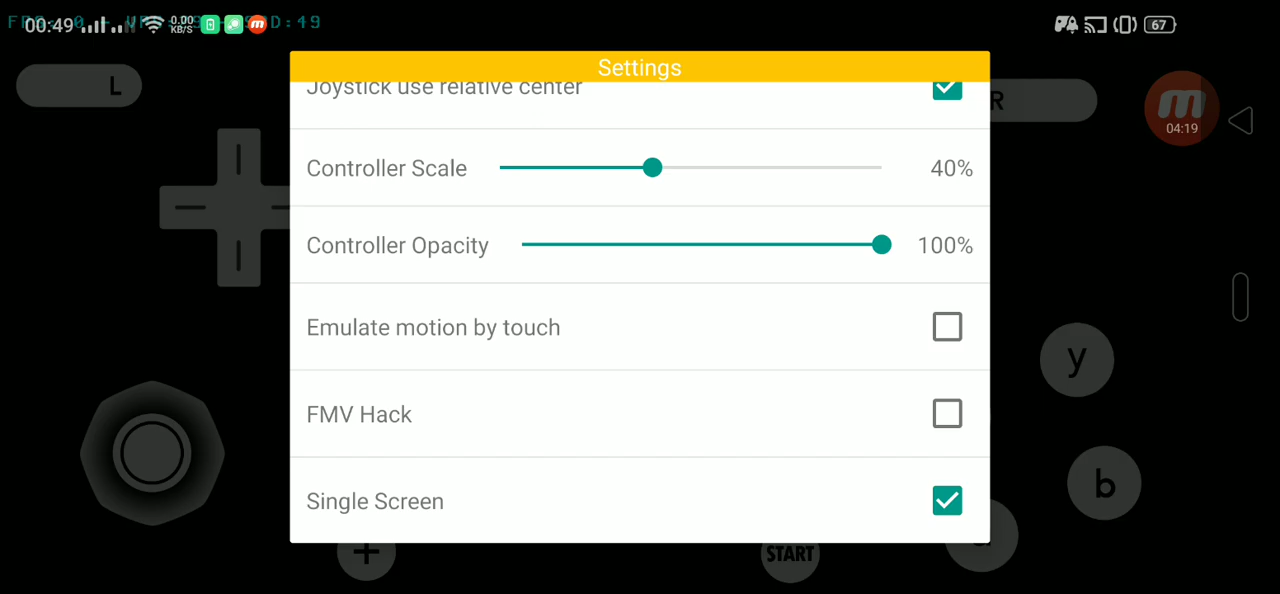 00:49
0.00
KB/S
67
L
Settings
R
04:19
Joystick use relative center
Controller Scale 40%
Controller Opacity 100%
Emulate motion by touch
y
FMV Hack
b
Single Screen
START